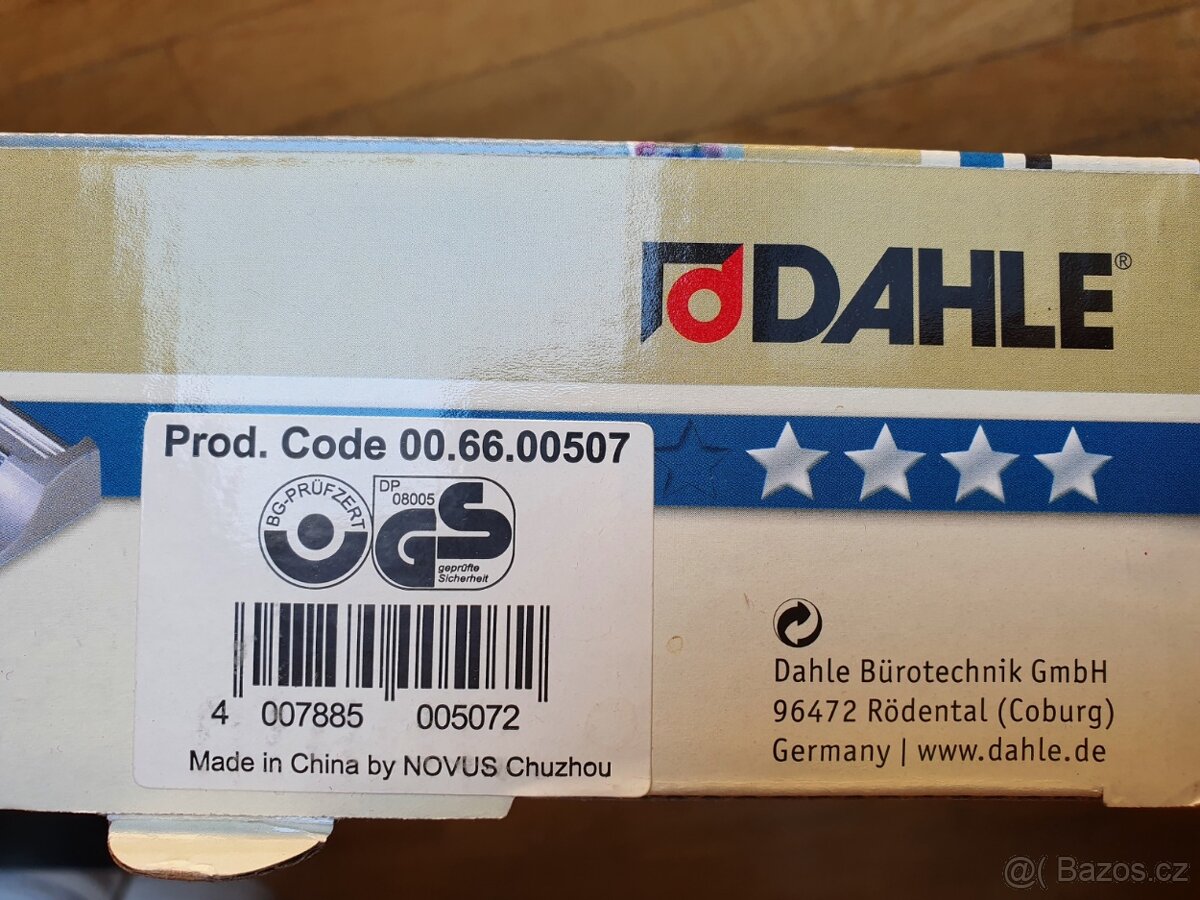 DAHLE®
Prod. Code 00.66.00507
BG-PRÜFZERT
DP
08005
GS
geprüfte
Sicherheit
4 007885 005072
Made in China by NOVUS Chuzhou
Dahle Bürotechnik GmbH
96472 Rödental (Coburg)
Germany | www.dahle.de
@( Bazos.cz